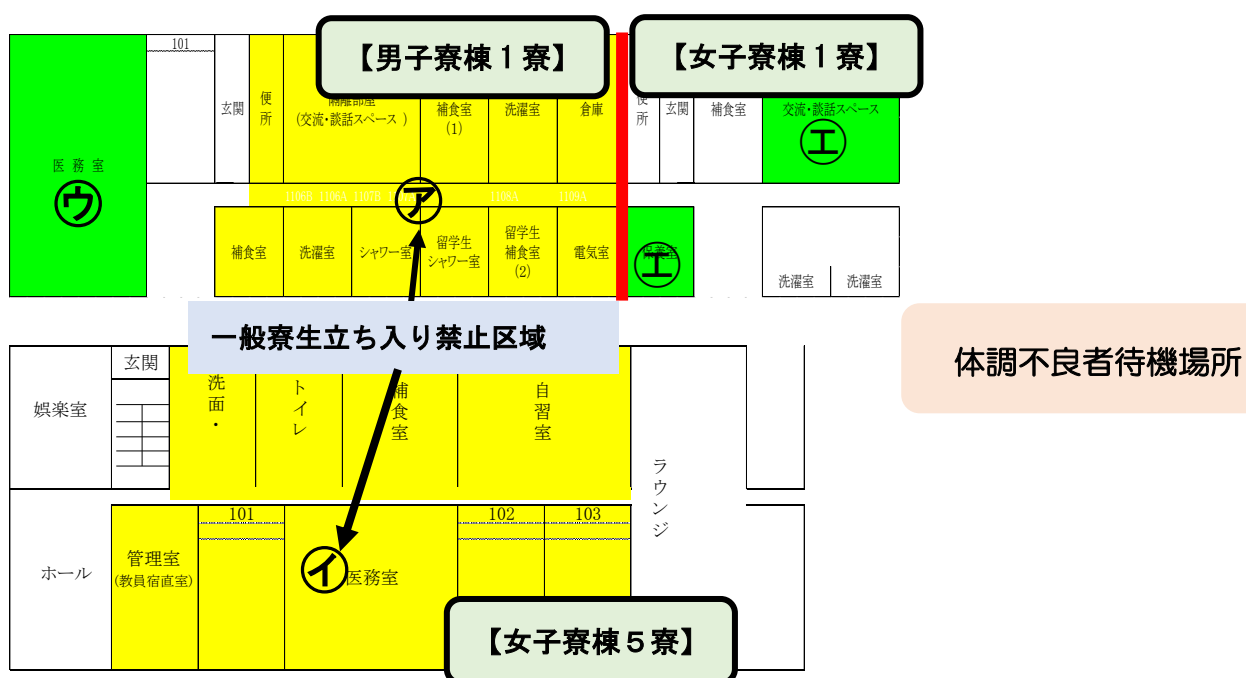 【男子寮棟１寮】
【女子寮棟１寮】
101
玄関
便所
隔離部屋
(交流・談話スペース )
補食室
(1)
洗濯室
倉庫
便所
玄関
補食室
交流・談話スペース
㋓
医 務 室
㋒
㋐
補食室
洗濯室
シャワー室
留学生
シャワー室
留学生
補食室
(2)
電気室
保養室
㋓
洗濯室
洗濯室
一般寮生立ち入り禁止区域
体調不良者待機場所
娯楽室
玄関
洗面・
トイレ
補食室
自習室
ラウンジ
ホール
管理室
(教員宿直室)
101
㋑
医務室
102
103
【女子寮棟５寮】